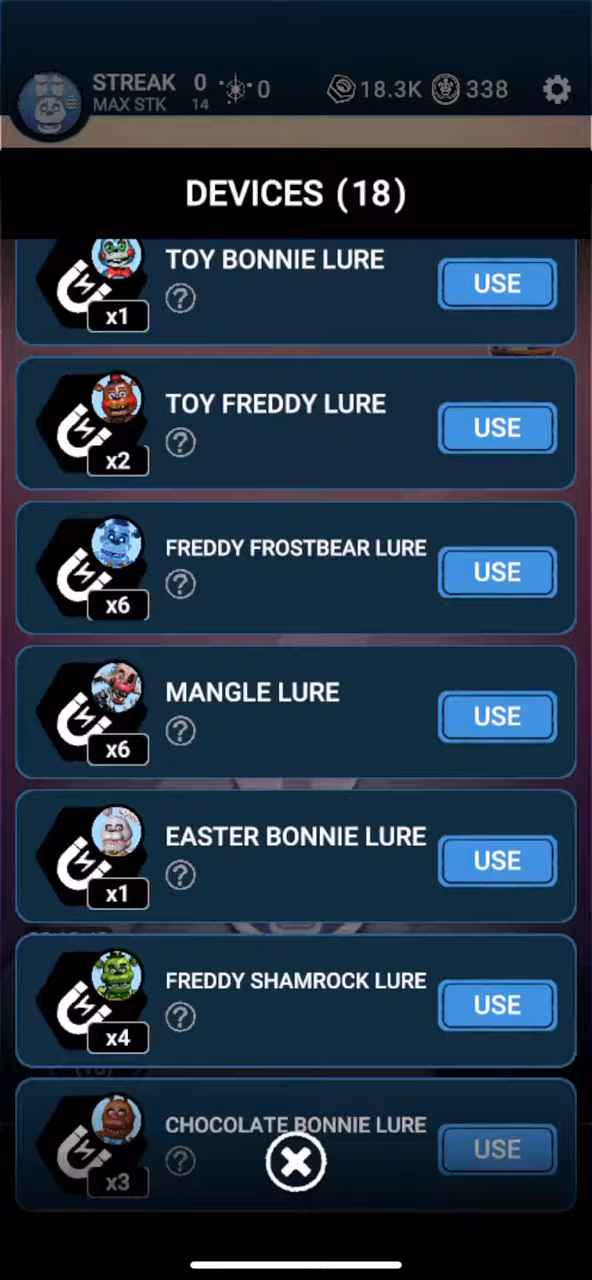 STREAK 0 0 18.3K 338
MAX STK 14
DEVICES (18)
TOY BONNIE LURE
?
x1
USE
TOY FREDDY LURE
?
x2
USE
FREDDY FROSTBEAR LURE
?
x6
USE
MANGLE LURE
?
x6
USE
EASTER BONNIE LURE
?
x1
USE
FREDDY SHAMROCK LURE
?
x4
USE
CHOCOLATE BONNIE LURE
?
x3
USE